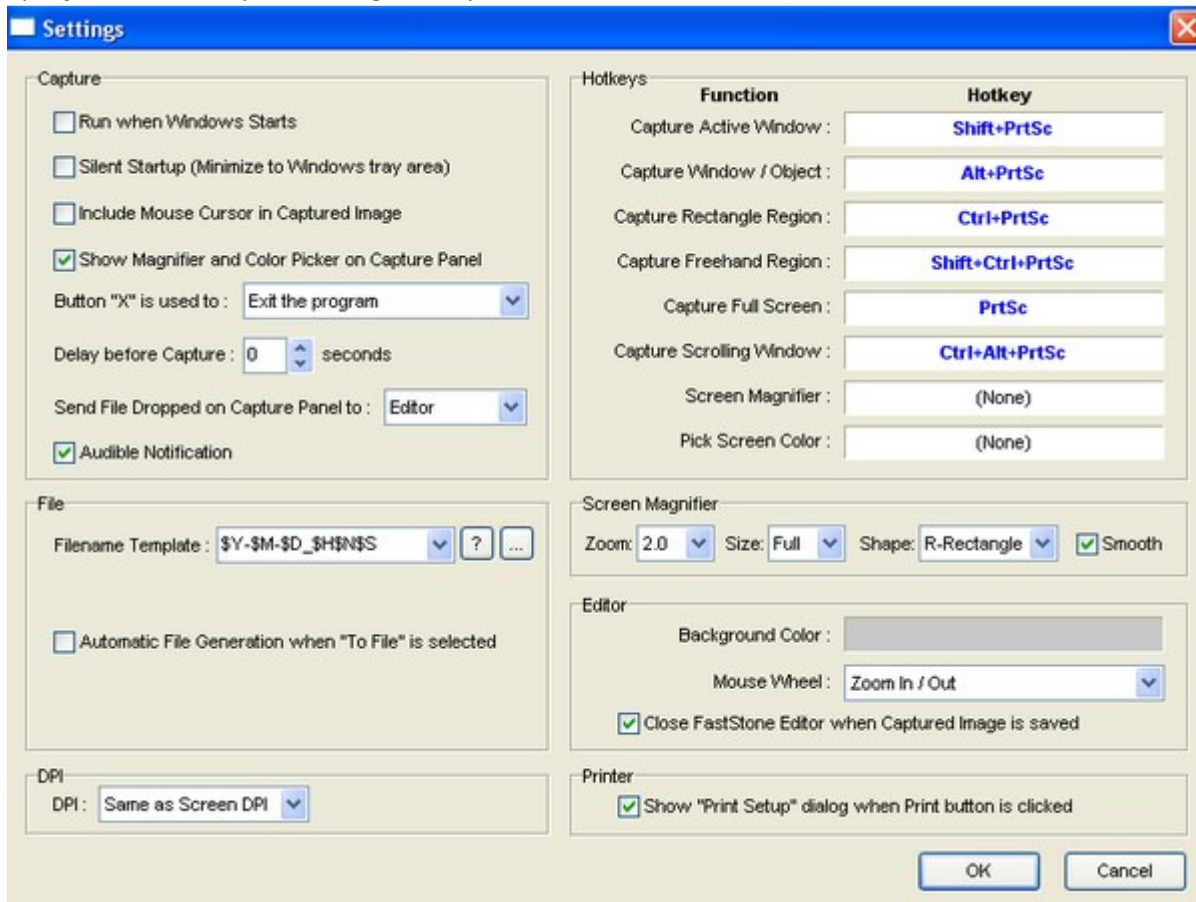 Settings
Capture
Run when Windows Starts
Silent Startup (Minimize to Windows tray area)
Include Mouse Cursor in Captured Image
Show Magnifier and Color Picker on Capture Panel
Button "X" is used to : Exit the program
Delay before Capture : 0 seconds
Send File Dropped on Capture Panel to : Editor
Audible Notification
Hotkeys
Function Hotkey
Capture Active Window : Shift+PrtSc
Capture Window / Object : Alt+PrtSc
Capture Rectangle Region : Ctrl+PrtSc
Capture Freehand Region : Shift+Ctrl+PrtSc
Capture Full Screen : PrtSc
Capture Scrolling Window : Ctrl+Alt+PrtSc
Screen Magnifier : (None)
Pick Screen Color : (None)
File
Filename Template : $Y-$M-$D_$H$N$S ? ...
Automatic File Generation when "To File" is selected
Screen Magnifier
Zoom: 2.0 Size: Full Shape: R-Rectangle Smooth
Editor
Background Color :
Mouse Wheel : Zoom In / Out
Close FastStone Editor when Captured Image is saved
DPI
DPI : Same as Screen DPI
Printer
Show "Print Setup" dialog when Print button is clicked
OK Cancel